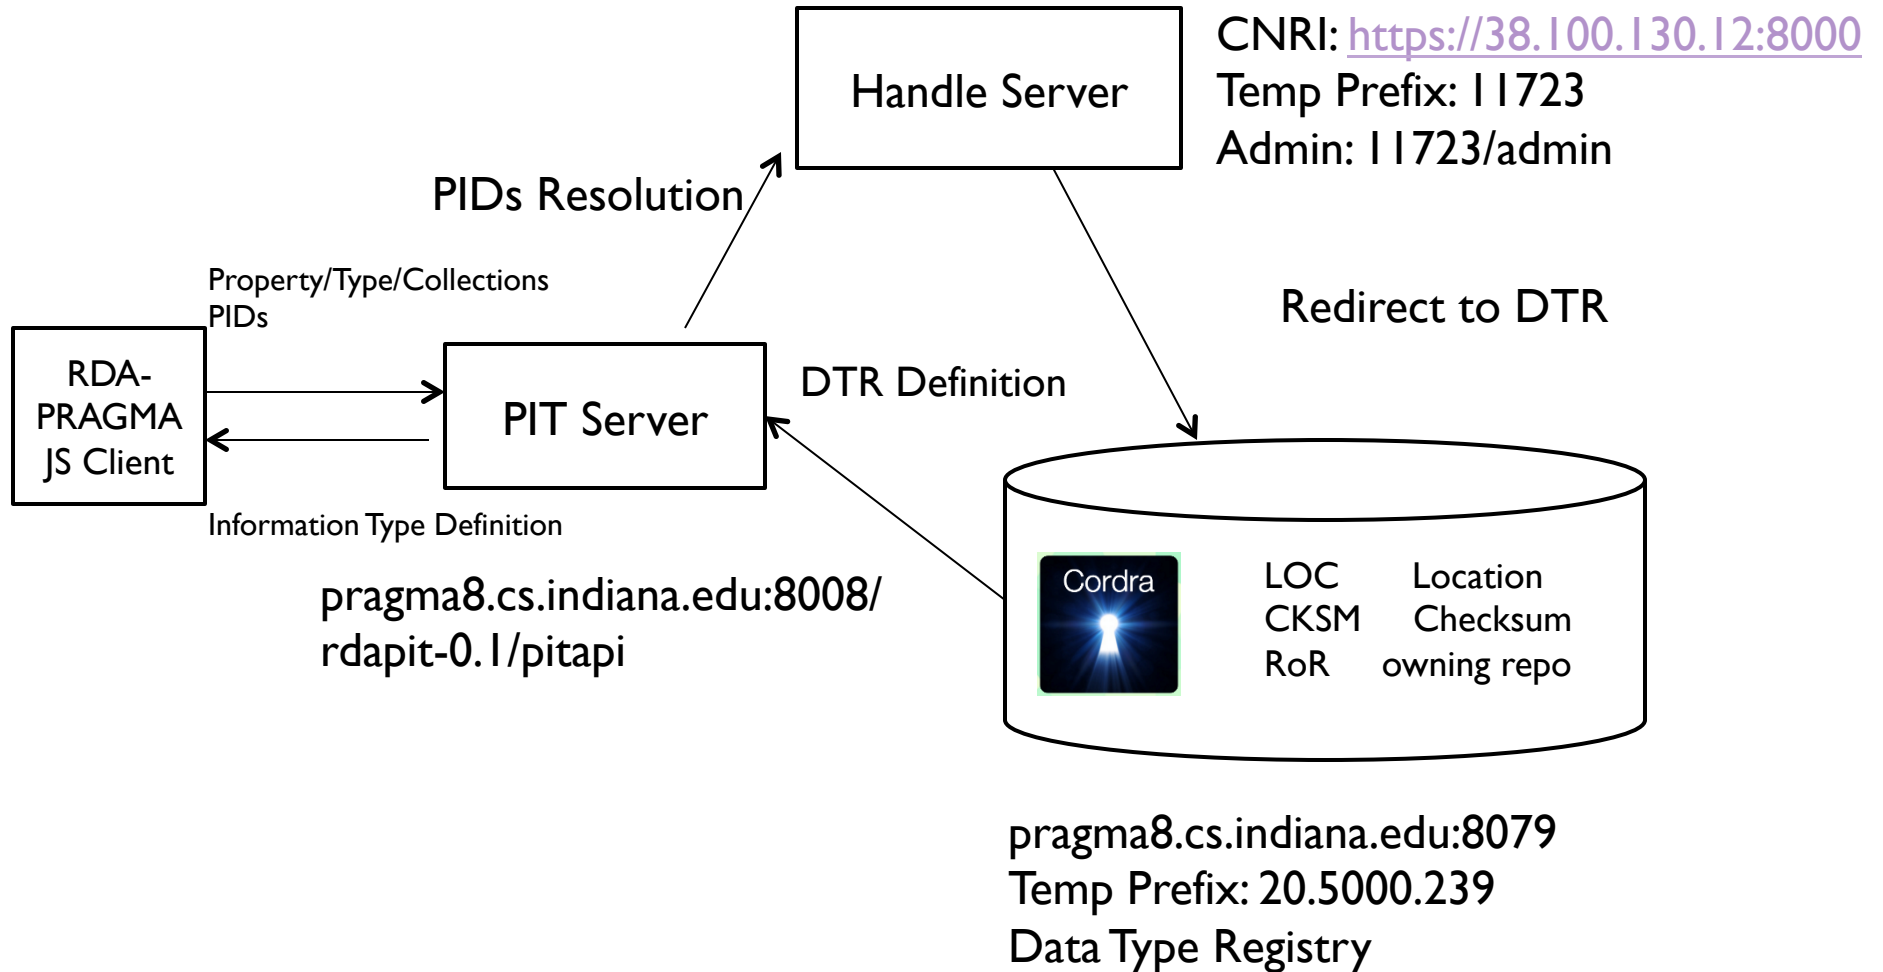 Handle Server
CNRI: https://38.100.130.12:8000
Temp Prefix: 11723
Admin: 11723/admin
PIDs Resolution
Property/Type/Collections
PIDs
Redirect to DTR
RDA-
PRAGMA
JS Client
PIT Server
DTR Definition
Information Type Definition
pragma8.cs.indiana.edu:8008/
rdapit-0.1/pitapi
Cordra
LOC Location
CKSM Checksum
RoR owning repo
pragma8.cs.indiana.edu:8079
Temp Prefix: 20.5000.239
Data Type Registry